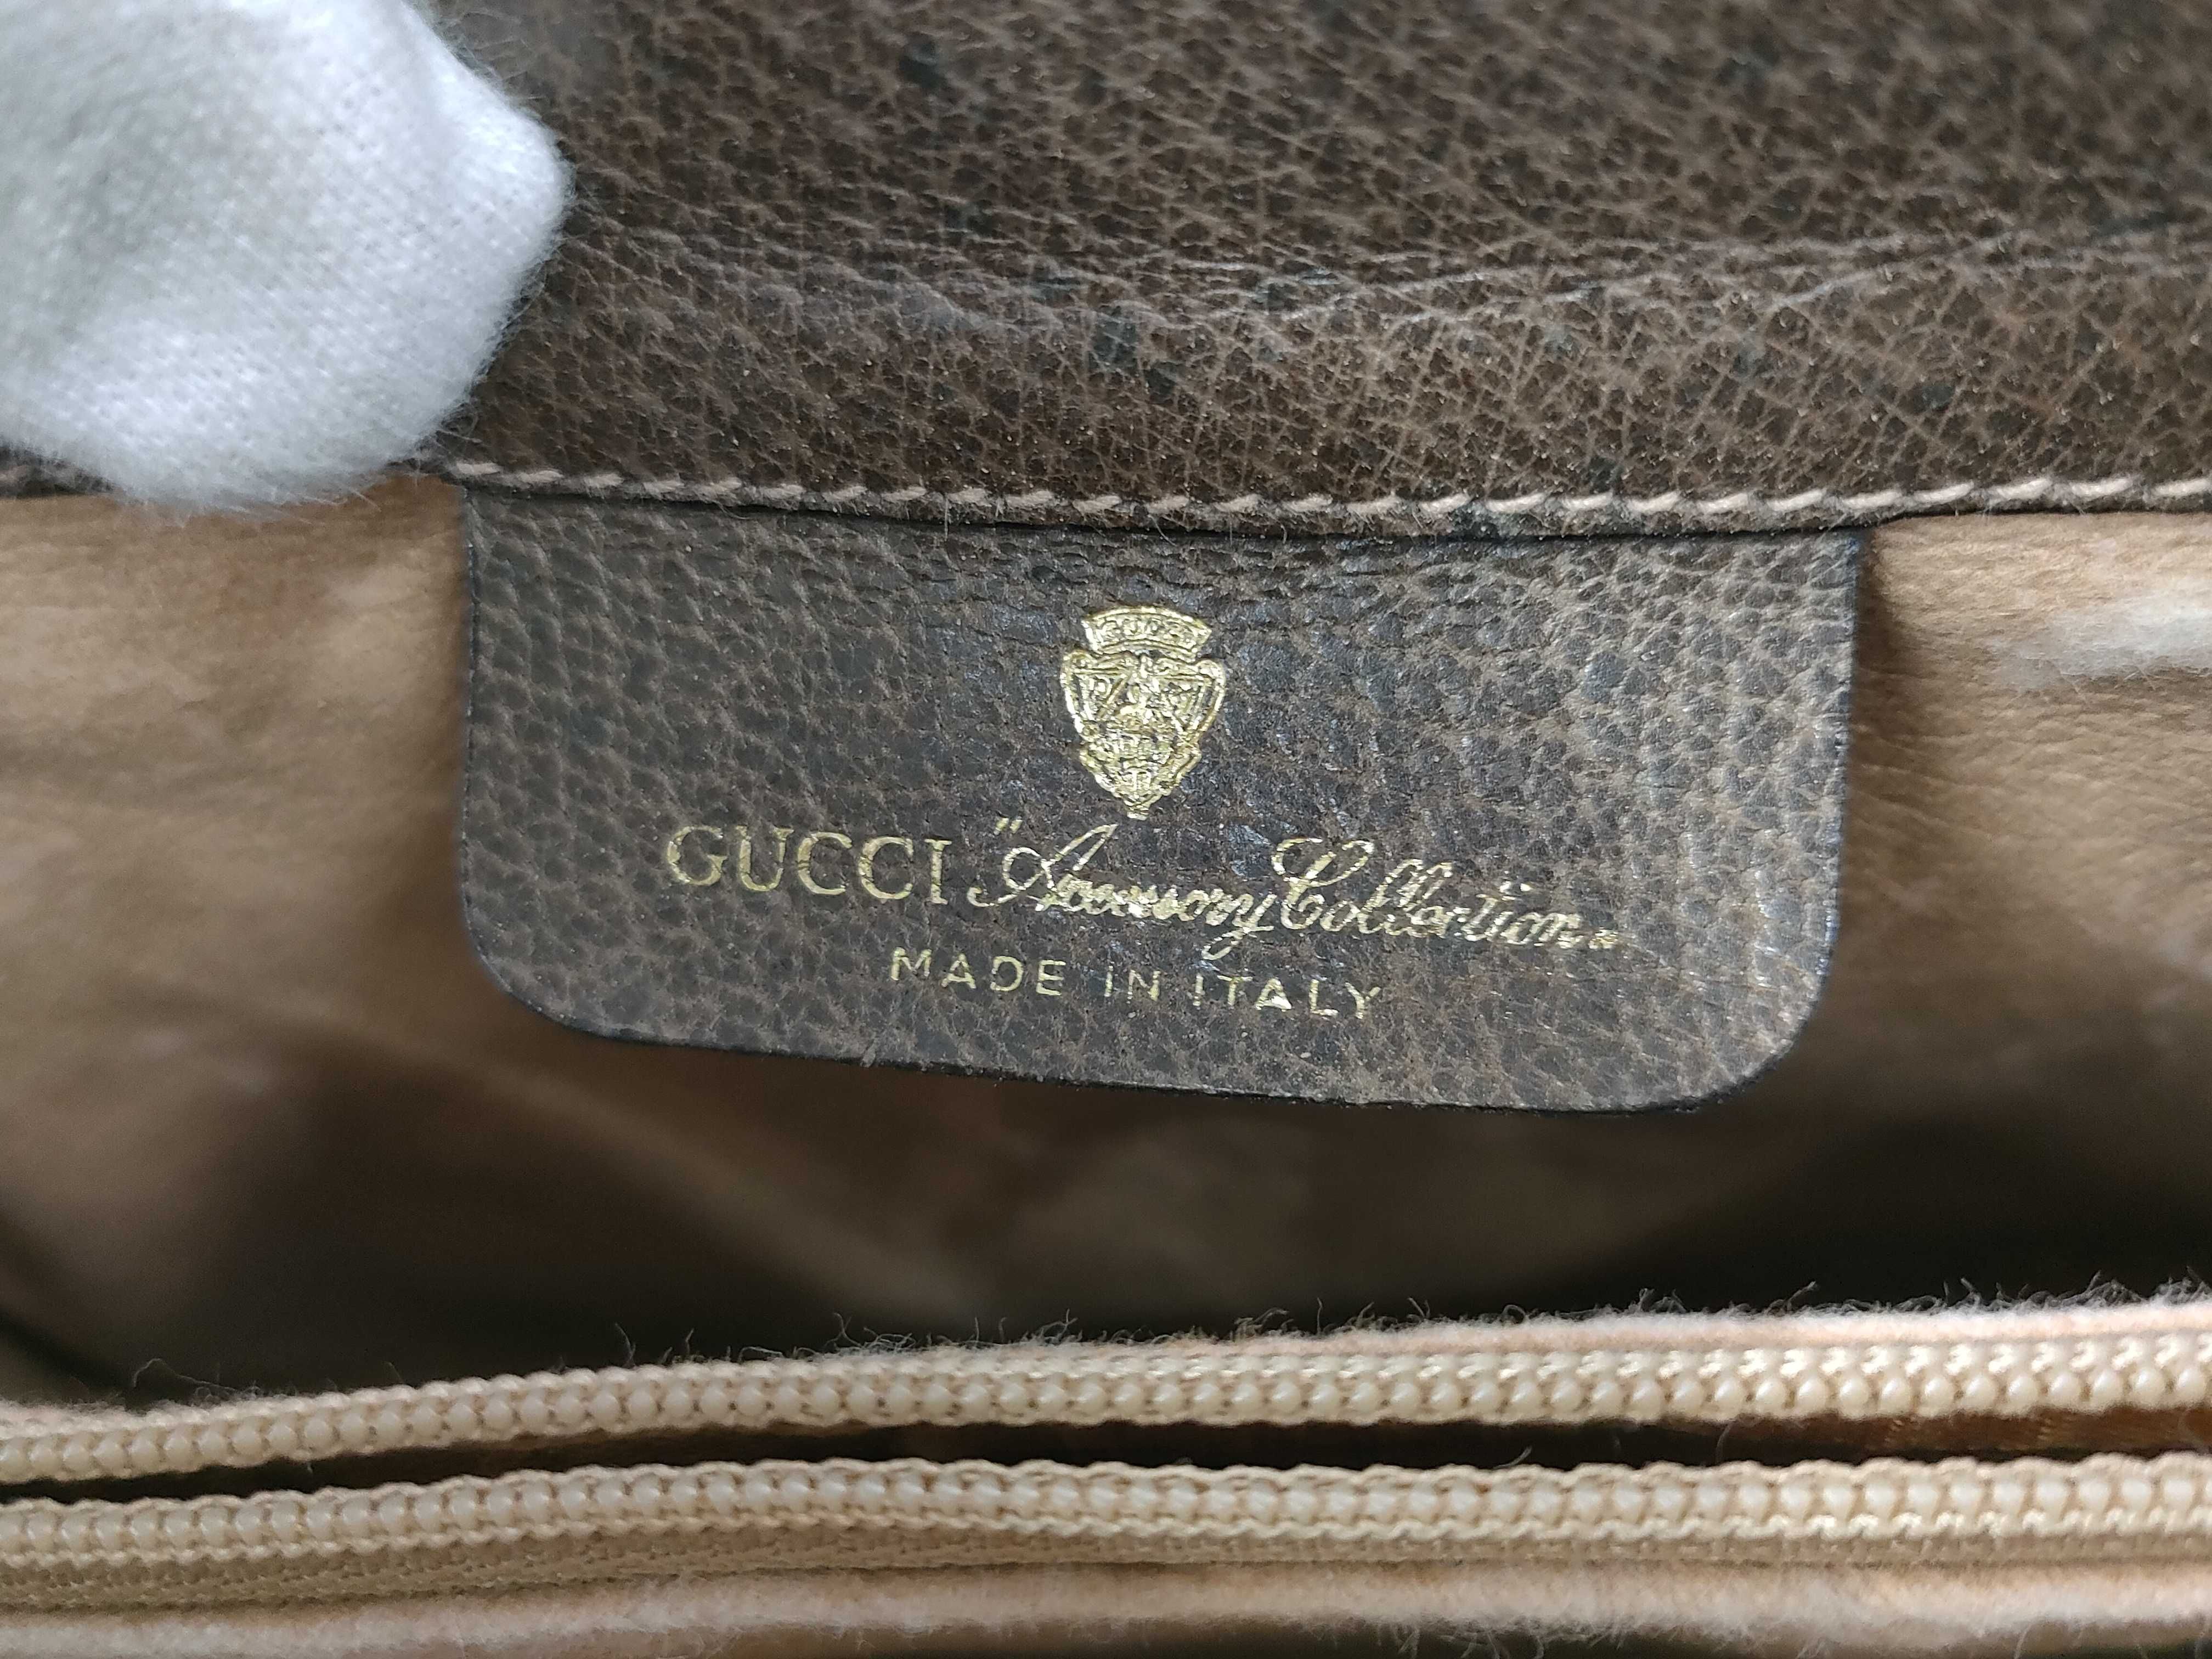 GUCCI "Accessory Collection"
MADE IN ITALY